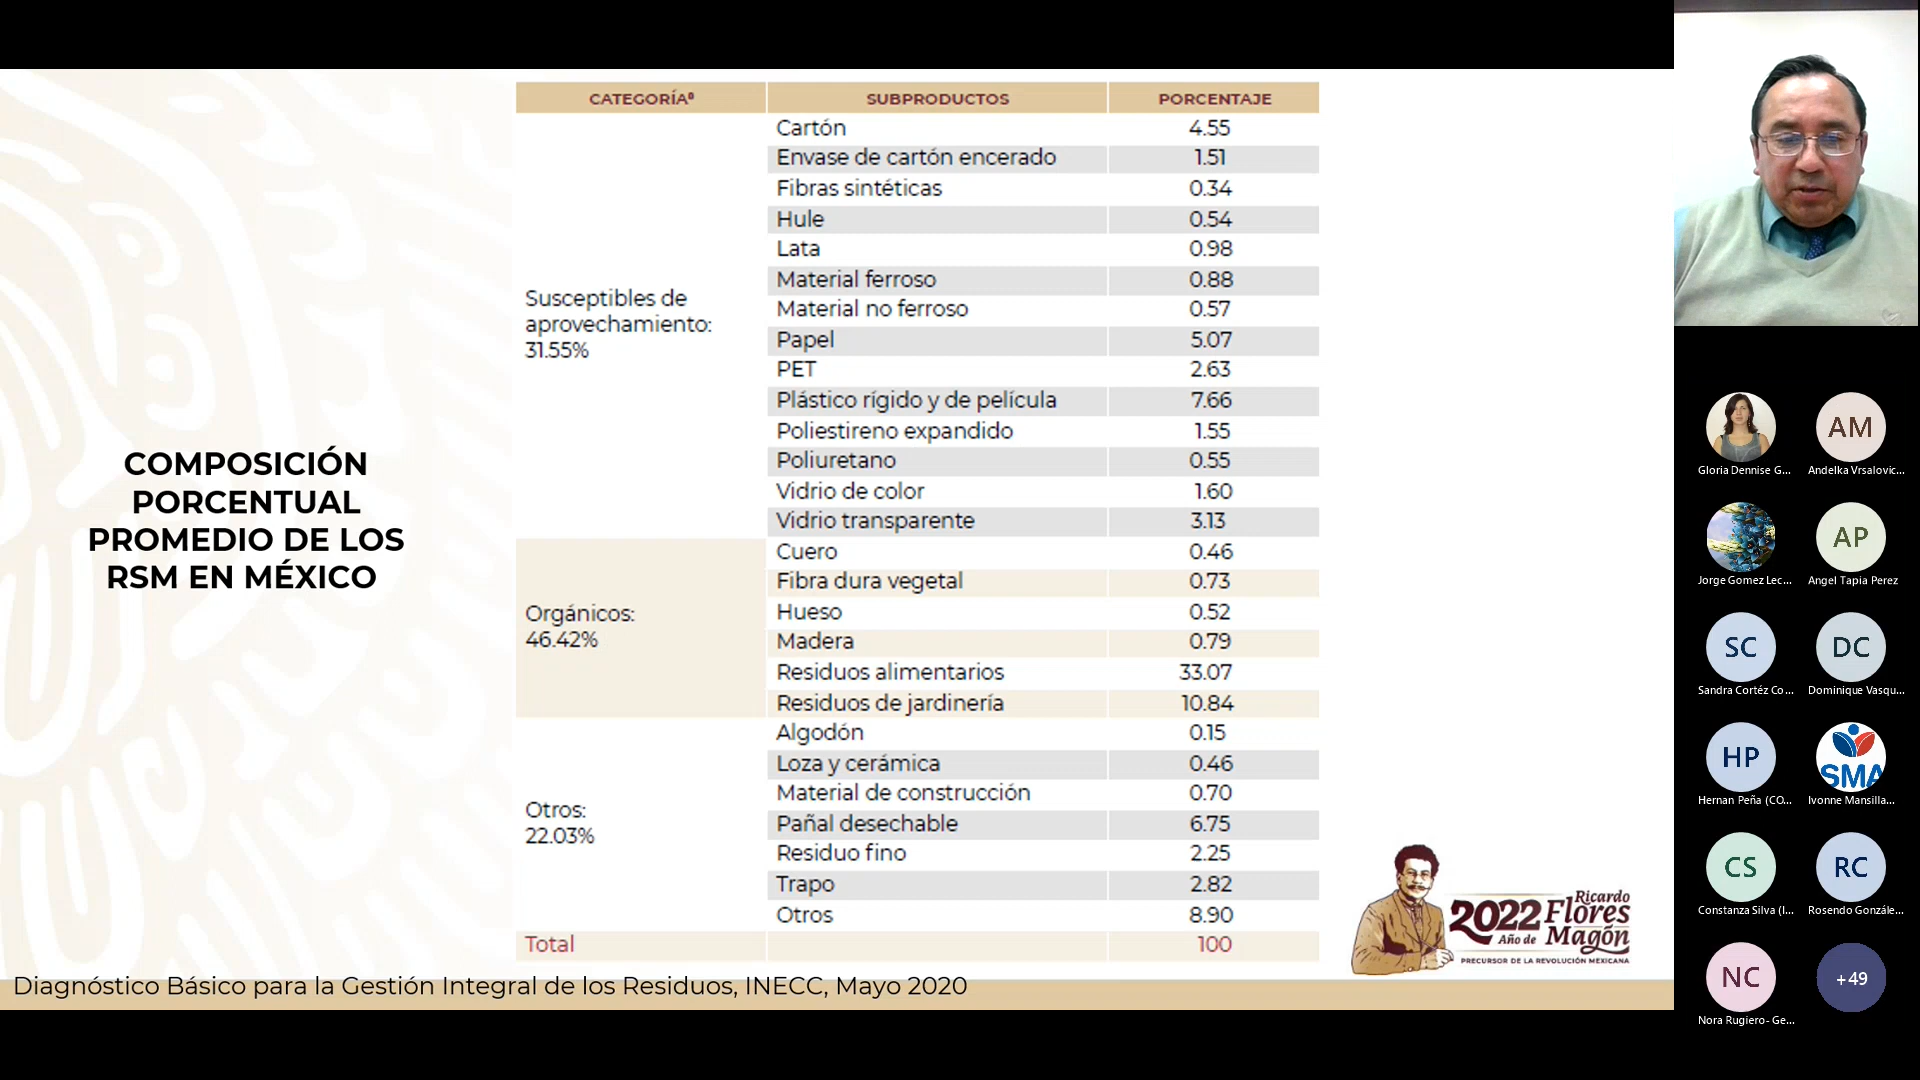 COMPOSICIÓN
PORCENTUAL
PROMEDIO DE LOS
RSM EN MÉXICO
CATEGORÍA⁸ SUBPRODUCTOS PORCENTAJE
Susceptibles de
aprovechamiento:
31.55%
Cartón 4.55
Envase de cartón encerado 1.51
Fibras sintéticas 0.34
Hule 0.54
Lata 0.98
Material ferroso 0.88
Material no ferroso 0.57
Papel 5.07
PET 2.63
Plástico rígido y de película 7.66
Poliestireno expandido 1.55
Poliuretano 0.55
Vidrio de color 1.60
Vidrio transparente 3.13
Orgánicos:
46.42%
Cuero 0.46
Fibra dura vegetal 0.73
Hueso 0.52
Madera 0.79
Residuos alimentarios 33.07
Residuos de jardinería 10.84
Otros:
22.03%
Algodón 0.15
Loza y cerámica 0.46
Material de construcción 0.70
Pañal desechable 6.75
Residuo fino 2.25
Trapo 2.82
Otros 8.90
Total 100
2022 Ricardo
Flores
Año de Magón
PRECURSOR DE LA REVOLUCIÓN MEXICANA
Diagnóstico Básico para la Gestión Integral de los Residuos, INECC, Mayo 2020
AM
Gloria Dennise G... Andelka Vrsalovic...
AP
Jorge Gomez Lec... Angel Tapia Perez
SC DC
Sandra Cortéz Co... Dominique Vasqu...
HP SMA
Hernan Peña (CO... Ivonne Mansilla...
CS RC
Constanza Silva (I... Rosendo Gonzále...
NC +49
Nora Rugiero- Ge...